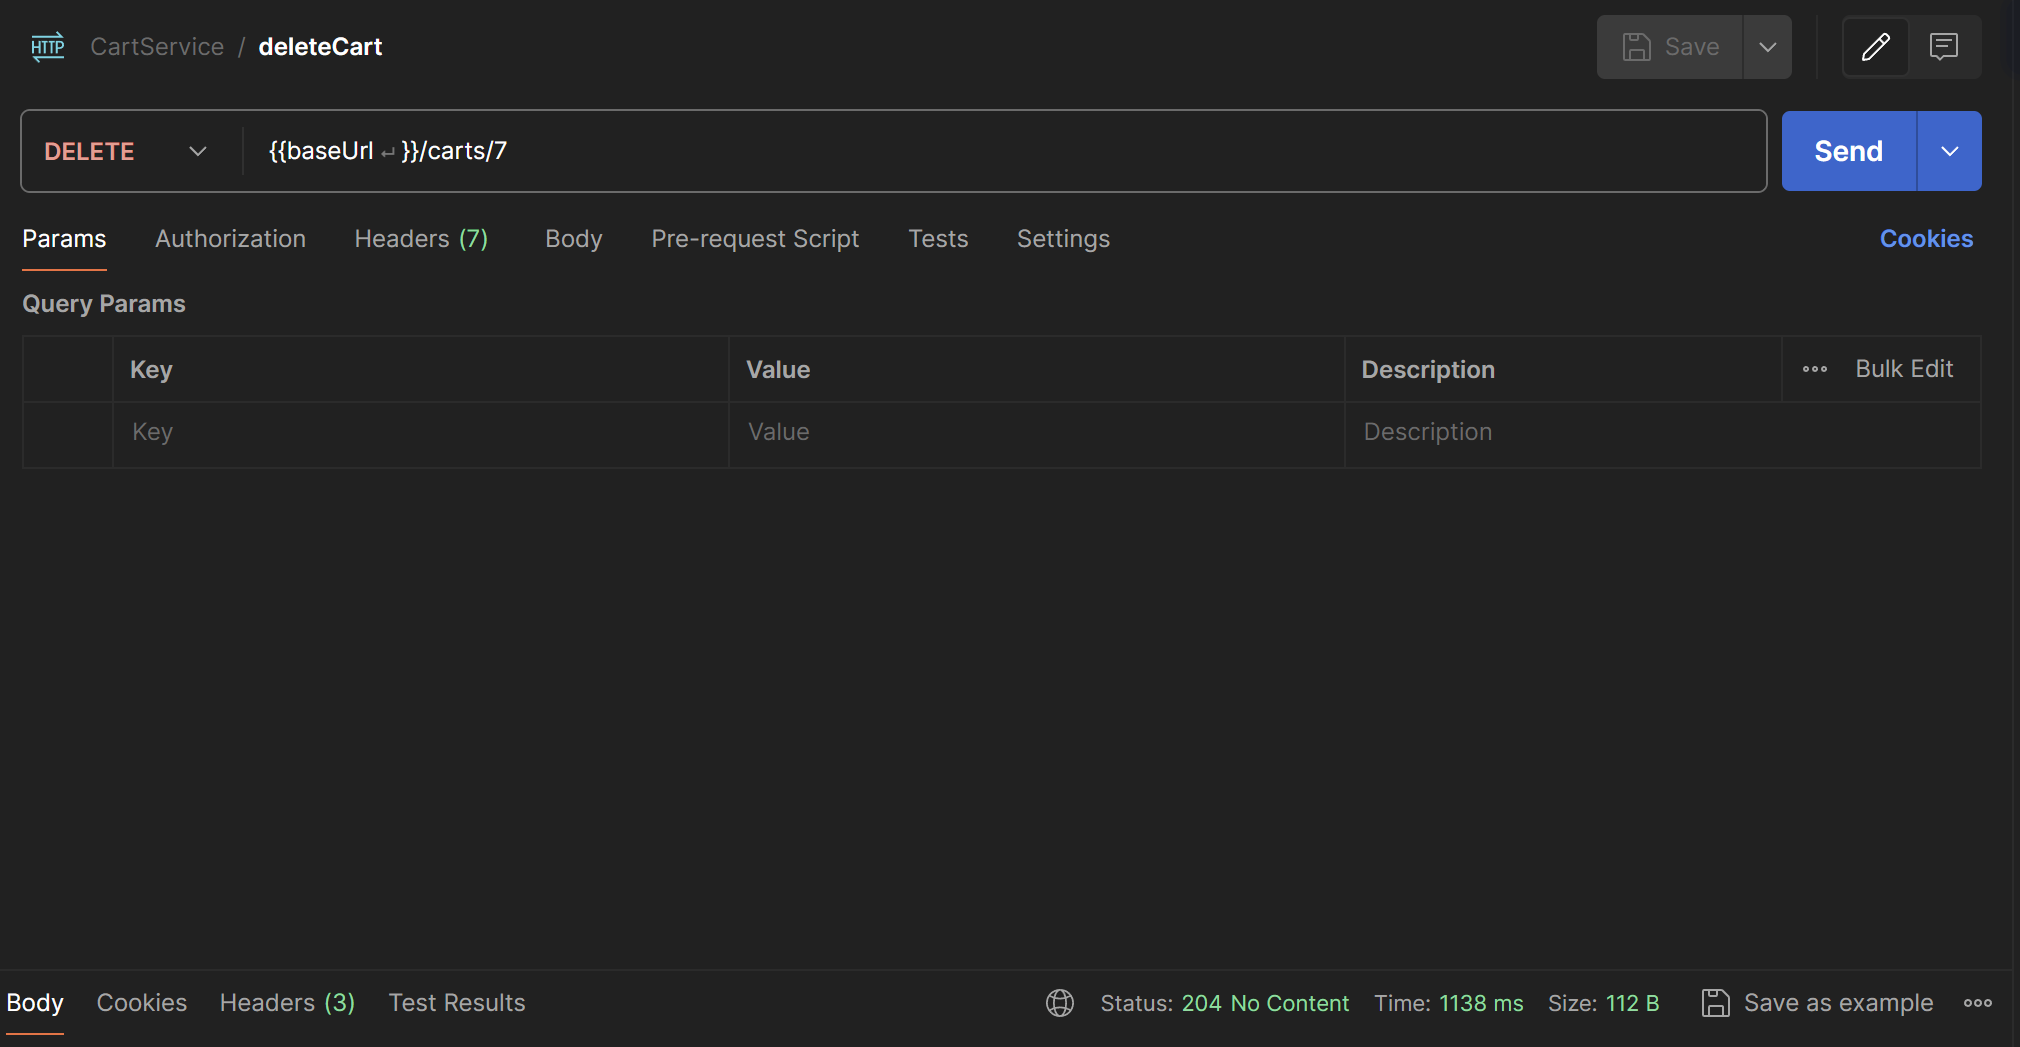 HTTP CartService / deleteCart Save
DELETE {{baseUrl ↵ }}/carts/7 Send
Params Authorization Headers (7) Body Pre-request Script Tests Settings Cookies
Query Params
Key Value Description Bulk Edit
Key Value Description
Body Cookies Headers (3) Test Results Status: 204 No Content Time: 1138 ms Size: 112 B Save as example